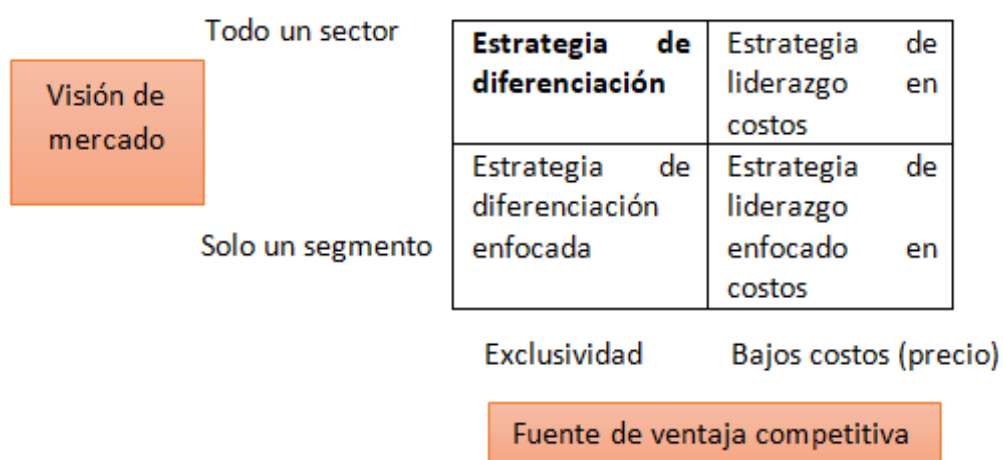 Todo un sector
Visión de
mercado
Estrategia de
diferenciación
Estrategia de
liderazgo en
costos
Solo un segmento
Estrategia de
diferenciación
enfocada
Estrategia de
liderazgo
enfocado en
costos
Exclusividad
Bajos costos (precio)
Fuente de ventaja competitiva